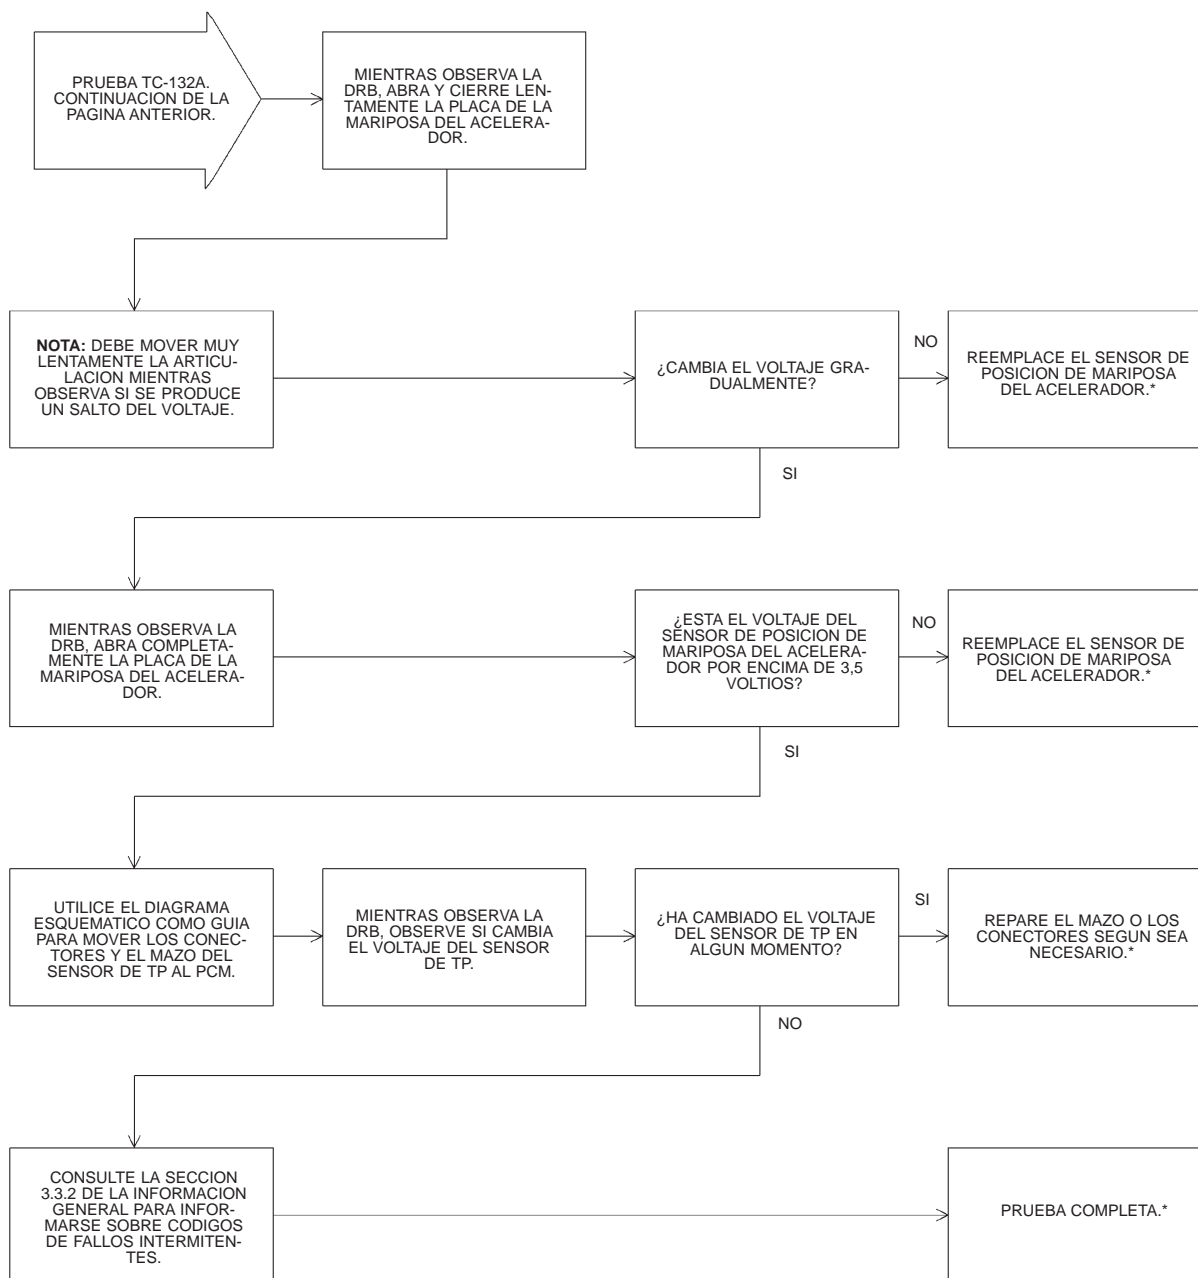 PRUEBA TC-132A.
CONTINUACION DE LA
PAGINA ANTERIOR.
MIENTRAS OBSERVA LA
DRB, ABRA Y CIERRE LEN-
TAMENTE LA PLACA DE LA
MARIPOSA DEL ACELERA-
DOR.
NOTA: DEBE MOVER MUY
LENTAMENTE LA ARTICU-
LACION MIENTRAS
OBSERVA SI SE PRODUCE
UN SALTO DEL VOLTAJE.
¿CAMBIA EL VOLTAJE GRA-
DUALMENTE?
NO
REEMPLACE EL SENSOR DE
POSICION DE MARIPOSA
DEL ACELERADOR.*
SI
MIENTRAS OBSERVA LA
DRB, ABRA COMPLETA-
MENTE LA PLACA DE LA
MARIPOSA DEL ACELERA-
DOR.
¿ESTA EL VOLTAJE DEL
SENSOR DE POSICION DE
MARIPOSA DEL ACELERA-
DOR POR ENCIMA DE 3,5
VOLTIOS?
NO
REEMPLACE EL SENSOR DE
POSICION DE MARIPOSA
DEL ACELERADOR.*
SI
UTILICE EL DIAGRAMA
ESQUEMATICO COMO GUIA
PARA MOVER LOS CONEC-
TORES Y EL MAZO DEL
SENSOR DE TP AL PCM.
MIENTRAS OBSERVA LA
DRB, OBSERVE SI CAMBIA
EL VOLTAJE DEL SENSOR
DE TP.
¿HA CAMBIADO EL VOLTAJE
DEL SENSOR DE TP EN
ALGUN MOMENTO?
SI
REPARE EL MAZO O LOS
CONECTORES SEGUN SEA
NECESARIO.*
NO
CONSULTE LA SECCION
3.3.2 DE LA INFORMACION
GENERAL PARA INFOR-
MARSE SOBRE CODIGOS
DE FALLOS INTERMITEN-
TES.
PRUEBA COMPLETA.*